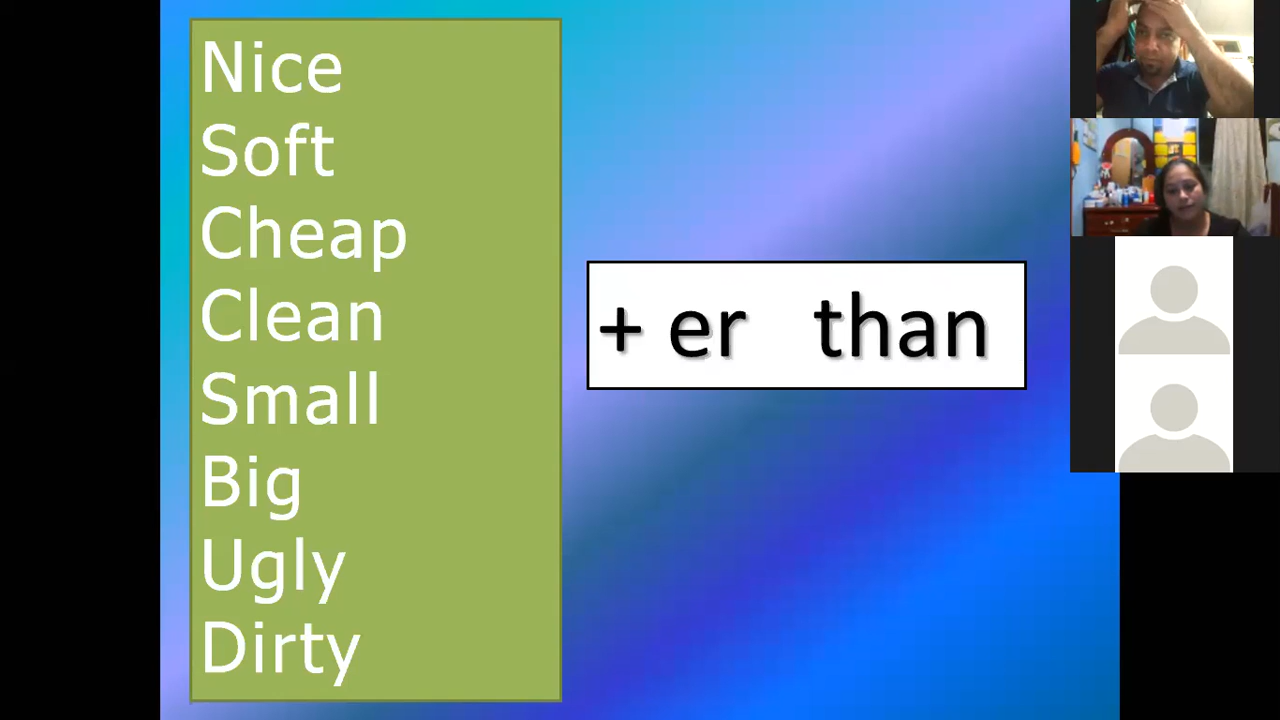 Nice
Soft
Cheap
Clean
Small
Big
Ugly
Dirty
+ er than